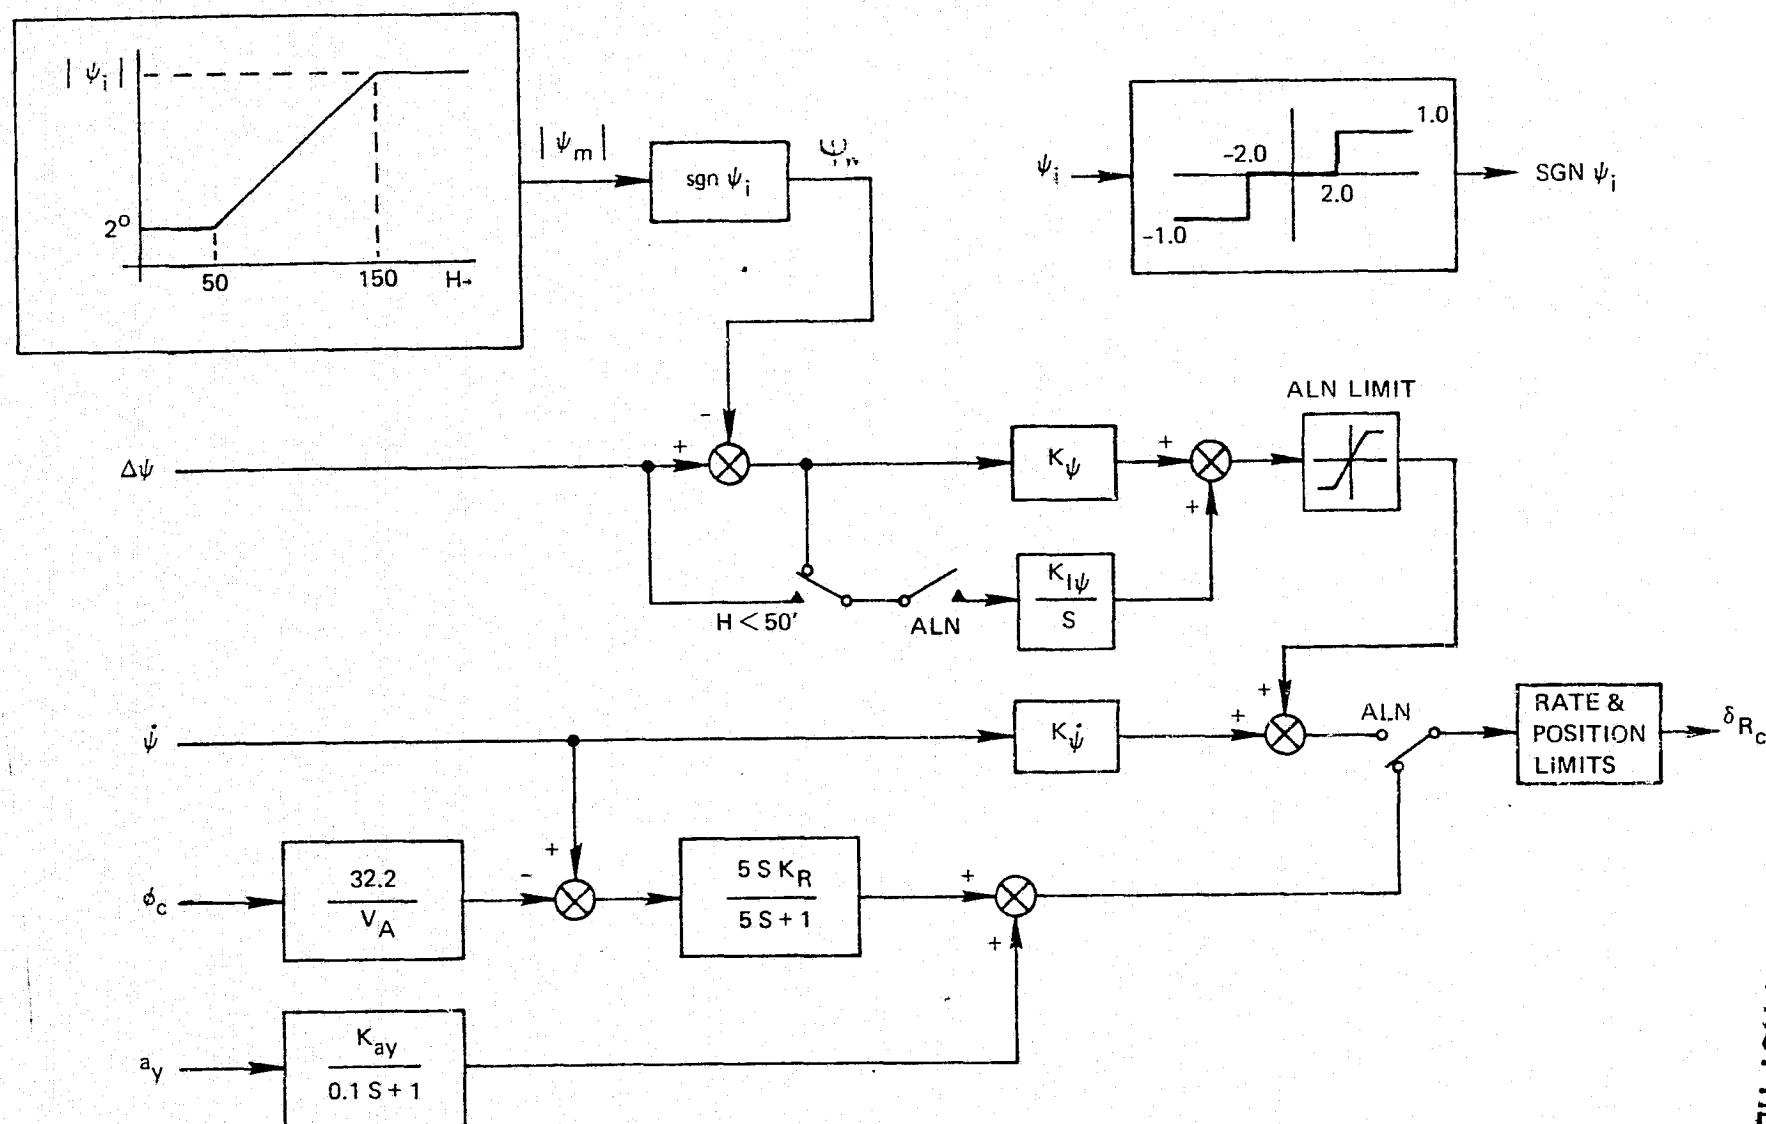 | ψi |
2°
50
150
H→
|ψm|
sgn ψi
ψi
-2.0
1.0
2.0
-1.0
SGN ψi
ALN LIMIT
-
+
Δψ
Kψ
+
+
H < 50'
ALN
KIψ
S
+
ψ̇
Kψ̇
+
ALN
RATE &
POSITION
LIMITS
δRc
+
-
ϕc
32.2
VA
5 S KR
5 S + 1
+
+
ay
Kay
0.1 S + 1